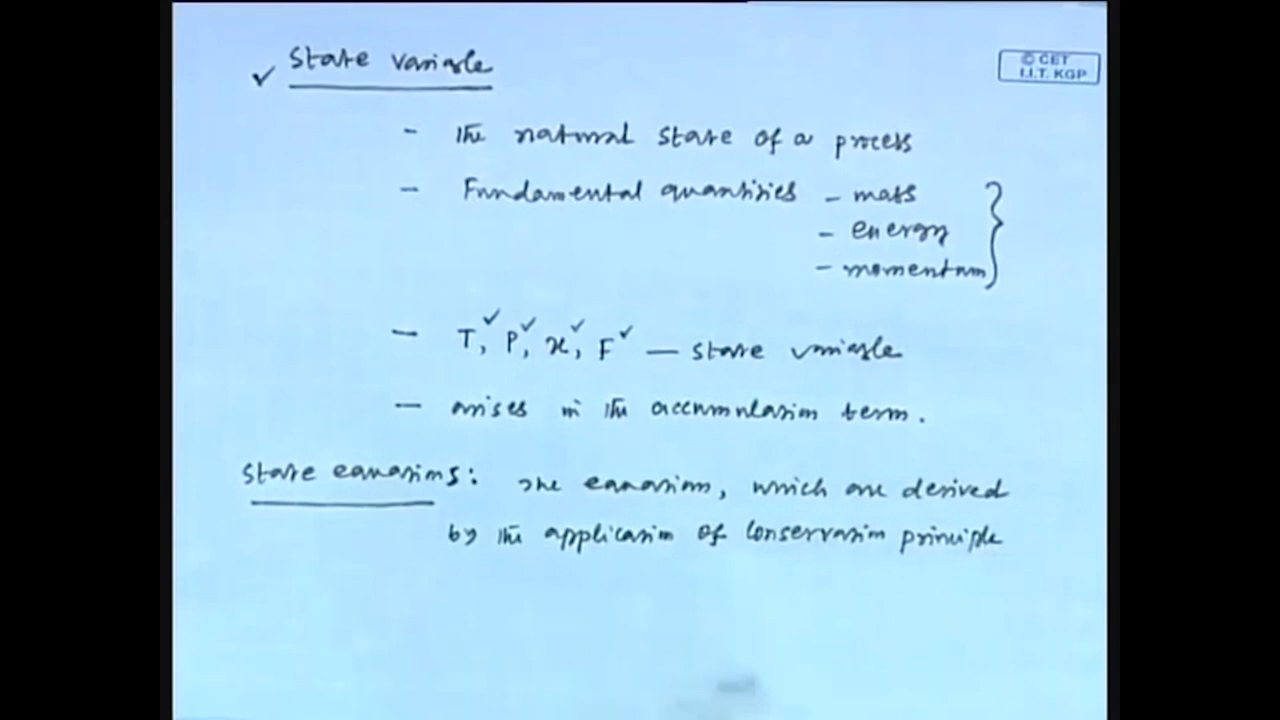 ✓ State variable
© CET
I.I.T. KGP
- The natural state of a process
- Fundamental quantities - mass
- energy
- momentum
- T, P, x, F - state variable
- arises in the accumulation term.
State equations: The equations, which are derived
by the application of conservation principle